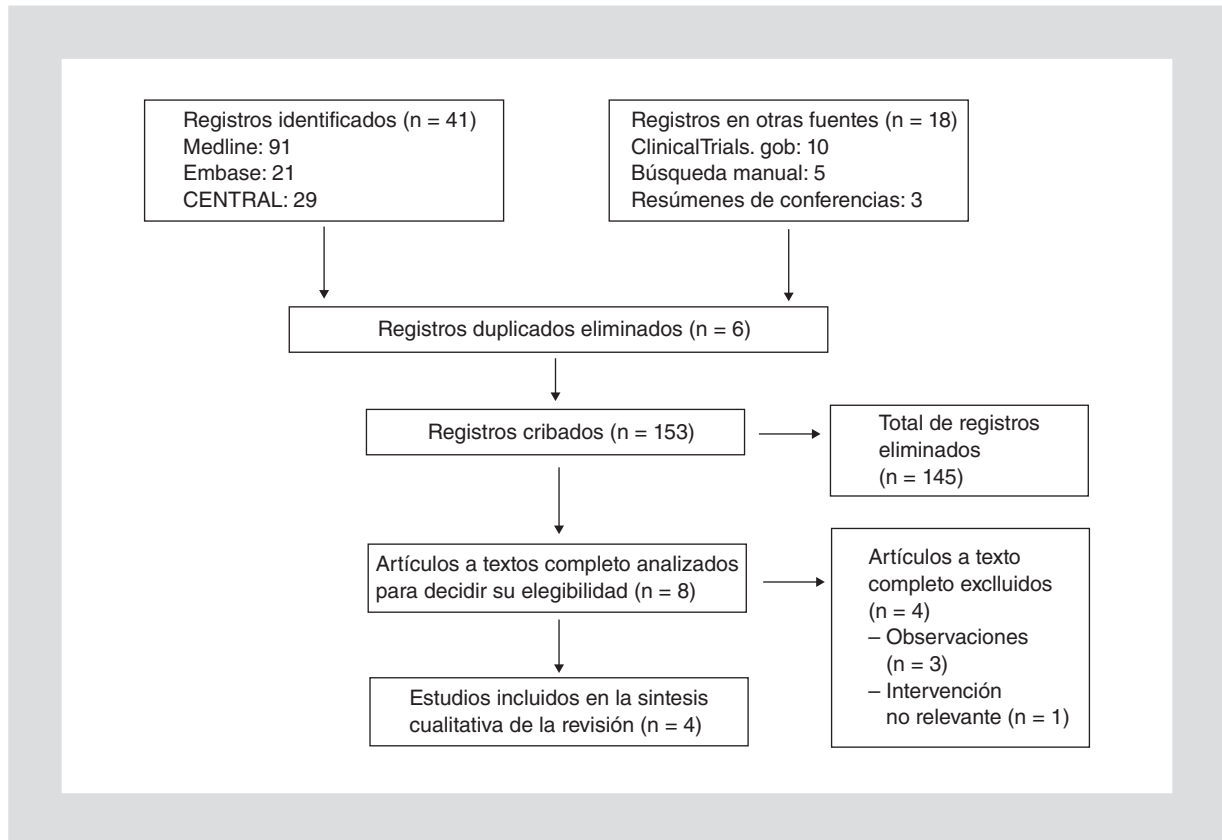 Registros identificados (n = 41)
Medline: 91
Embase: 21
CENTRAL: 29
Registros en otras fuentes (n = 18)
ClinicalTrials. gob: 10
Búsqueda manual: 5
Resúmenes de conferencias: 3
Registros duplicados eliminados (n = 6)
Registros cribados (n = 153)
Total de registros
eliminados
(n = 145)
Artículos a textos completo analizados
para decidir su elegibilidad (n = 8)
Artículos a texto
completo exclluidos
(n = 4)
– Observaciones
(n = 3)
– Intervención
no relevante (n = 1)
Estudios incluidos en la sintesis
cualitativa de la revisión (n = 4)